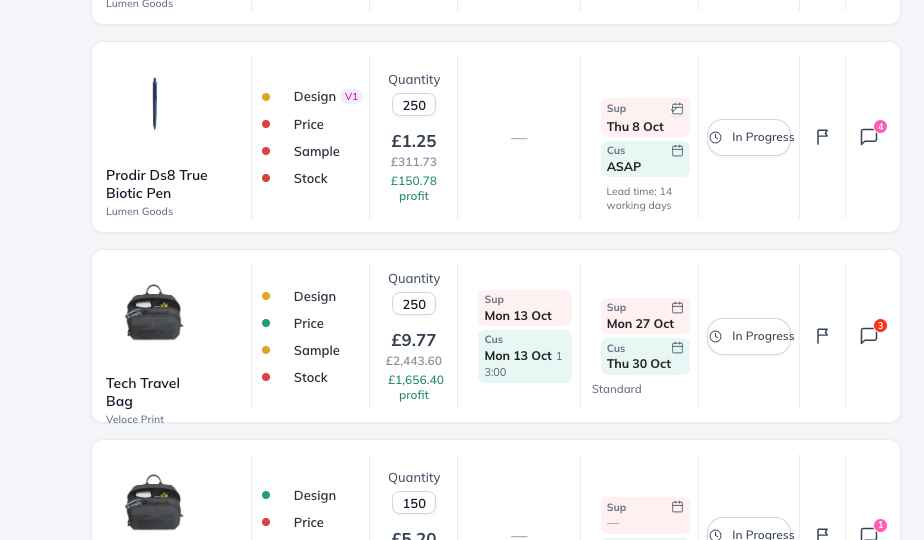 Lumen Goods
Quantity
Design V1
250
Price
£1.25
Sample
£311.73
Stock
£150.78
profit
—
Sup
Thu 8 Oct
Cus
ASAP
Lead time: 14
working days
In Progress
4
Prodir Ds8 True
Biotic Pen
Lumen Goods
Quantity
Design
250
Price
£9.77
Sample
£2,443.60
Stock
£1,656.40
profit
Sup
Mon 13 Oct
Cus
Mon 13 Oct 1
3:00
Sup
Mon 27 Oct
Cus
Thu 30 Oct
Standard
In Progress
3
Tech Travel
Bag
Veloce Print
Quantity
Design
150
Price
£5.20
—
Sup
—
In Progress
1